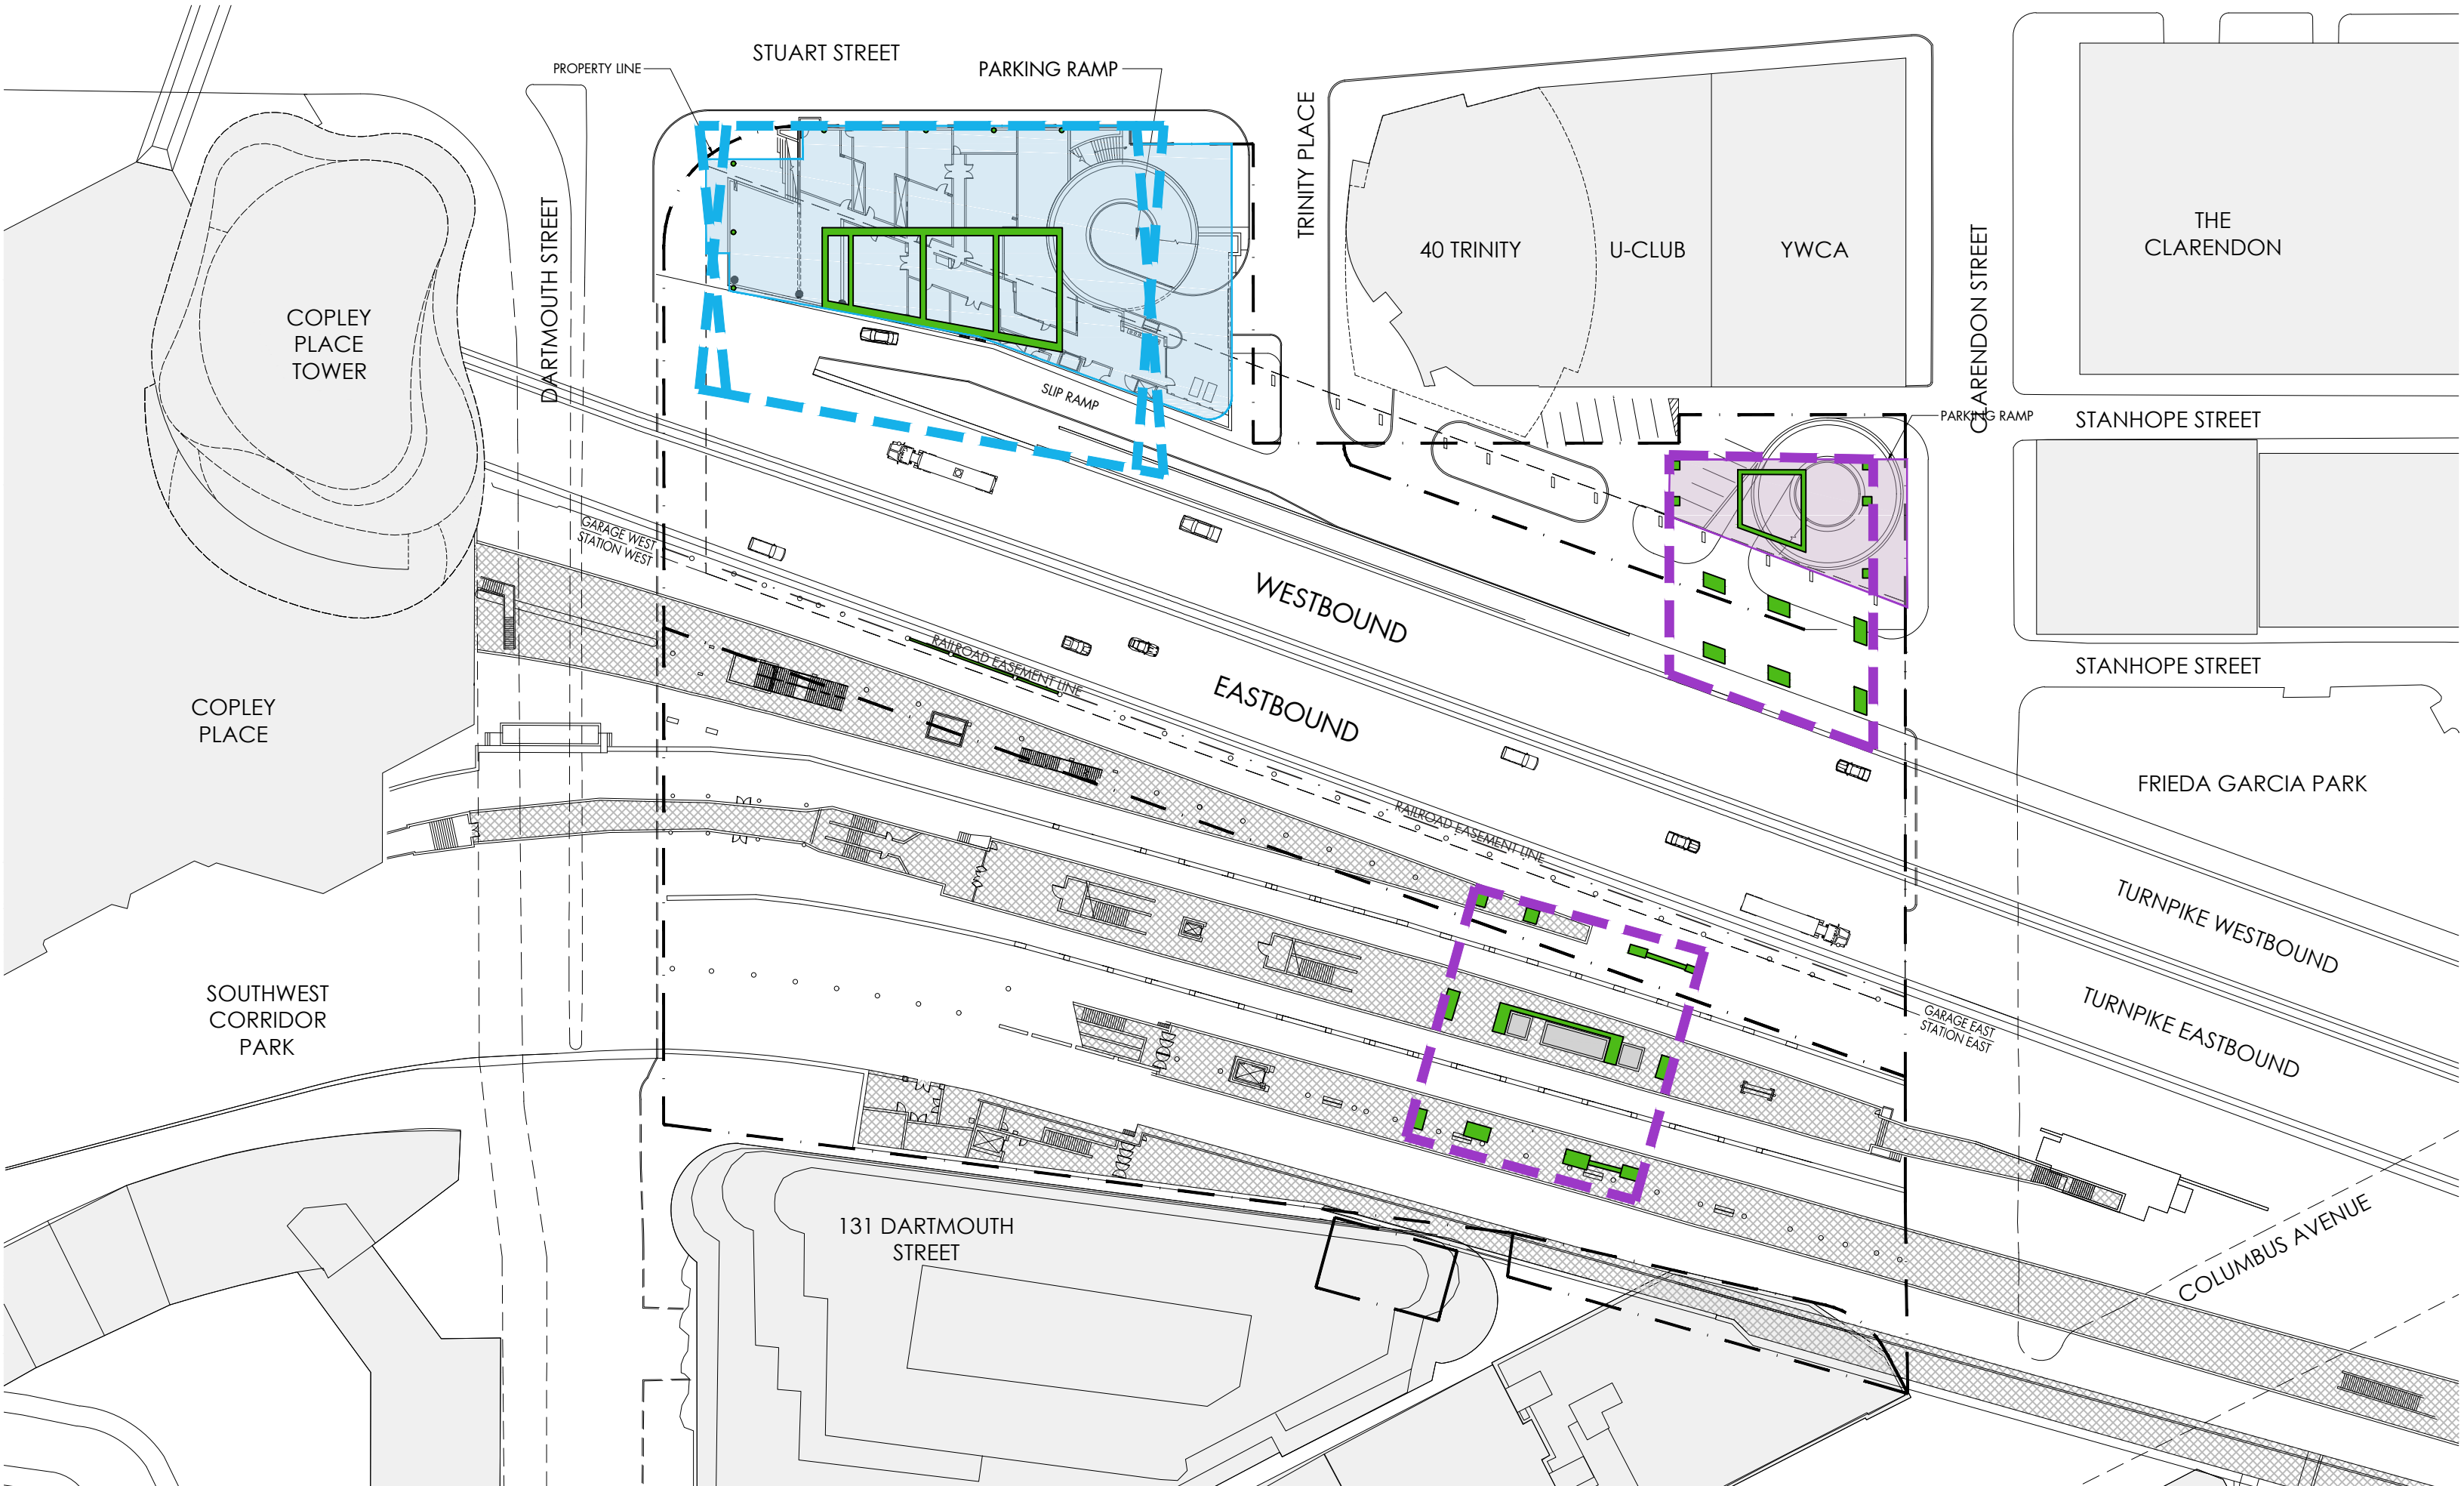 STUART STREET
PROPERTY LINE
PARKING RAMP
TRINITY PLACE
DARTMOUTH STREET
40 TRINITY
U-CLUB
YWCA
CLARENDON STREET
THE
CLARENDON
COPLEY
PLACE
TOWER
SLIP RAMP
PARKING RAMP
STANHOPE STREET
GARAGE WEST
STATION WEST
WESTBOUND
EASTBOUND
RAILROAD EASEMENT LINE
STANHOPE STREET
COPLEY
PLACE
FRIEDA GARCIA PARK
RAILROAD EASEMENT LINE
TURNPIKE WESTBOUND
TURNPIKE EASTBOUND
SOUTHWEST
CORRIDOR
PARK
GARAGE EAST
STATION EAST
131 DARTMOUTH
STREET
COLUMBUS AVENUE